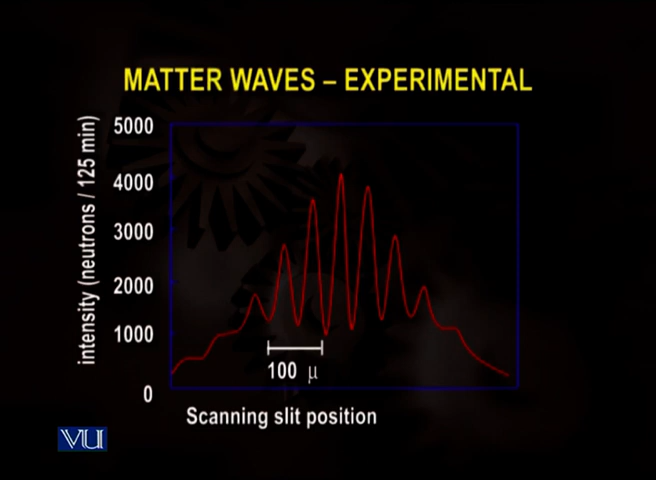 MATTER WAVES – EXPERIMENTAL
intensity (neutrons / 125 min)
5000
4000
3000
2000
1000
0
100 μ
Scanning slit position
VU